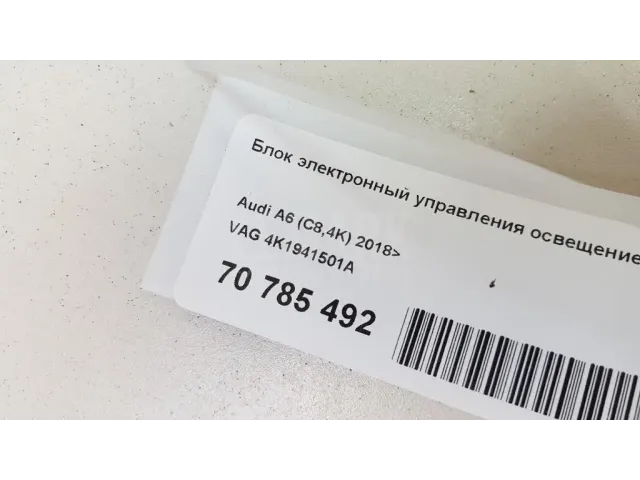 Блок электронный управления освещение
Audi A6 (C8,4K) 2018>
VAG 4K1941501A
70 785 492